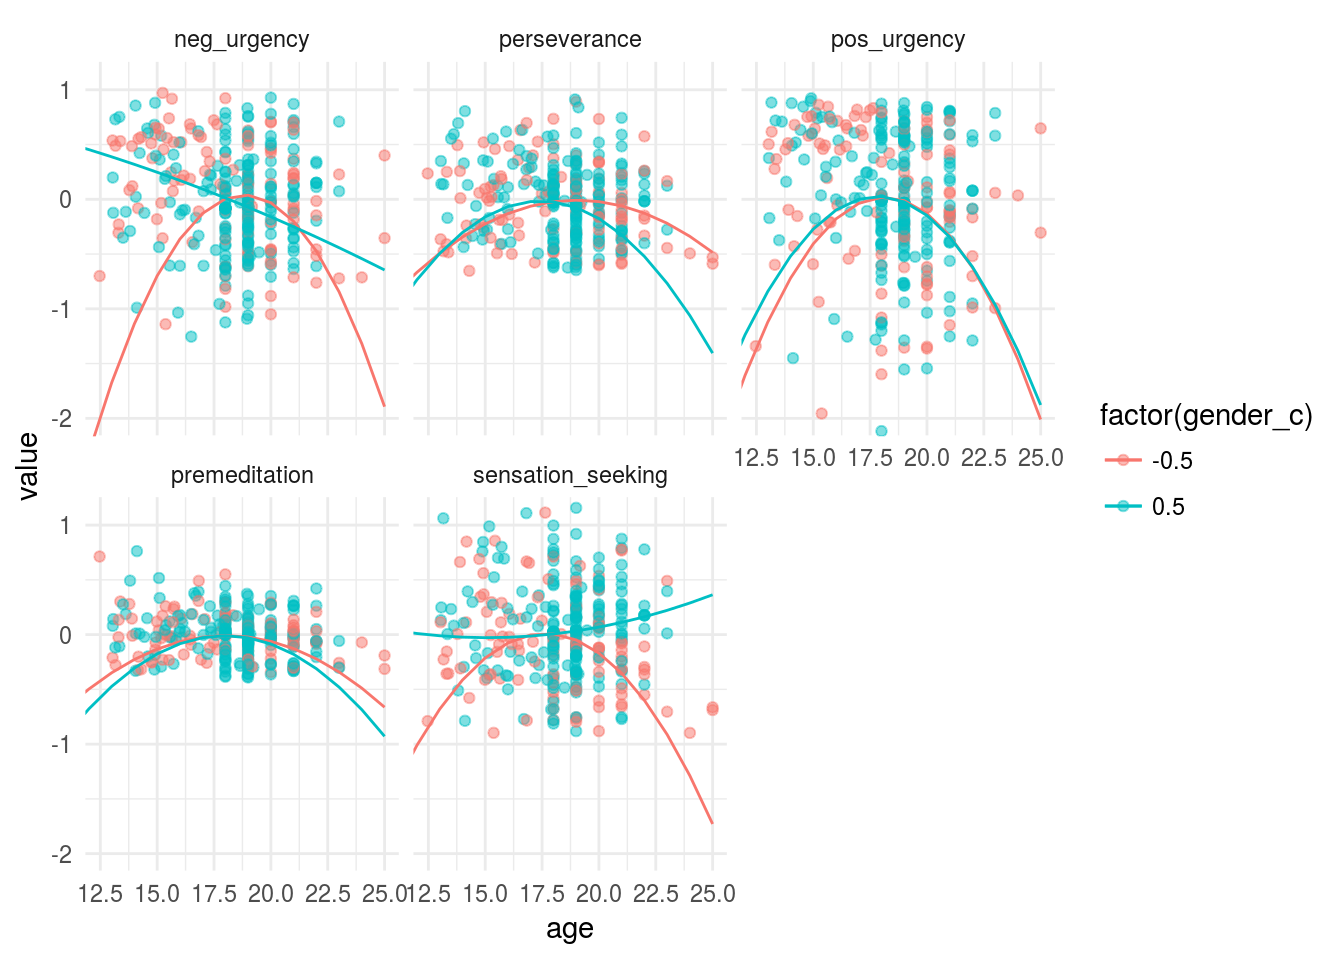 neg_urgency
perseverance
pos_urgency
1
0
-1
-2
12.5 15.0 17.5 20.0 22.5 25.0
premeditation
sensation_seeking
1
0
-1
-2
12.5 15.0 17.5 20.0 22.5 25.0
12.5 15.0 17.5 20.0 22.5 25.0
value
age
factor(gender_c)
-0.5
0.5